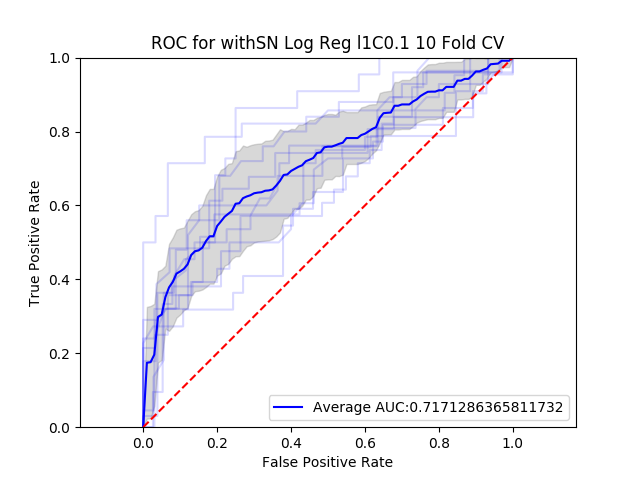 ROC for withSN Log Reg l1C0.1 10 Fold CV
1.0
0.8
0.6
0.4
0.2
0.0
True Positive Rate
Average AUC:0.7171286365811732
0.0 0.2 0.4 0.6 0.8 1.0
False Positive Rate